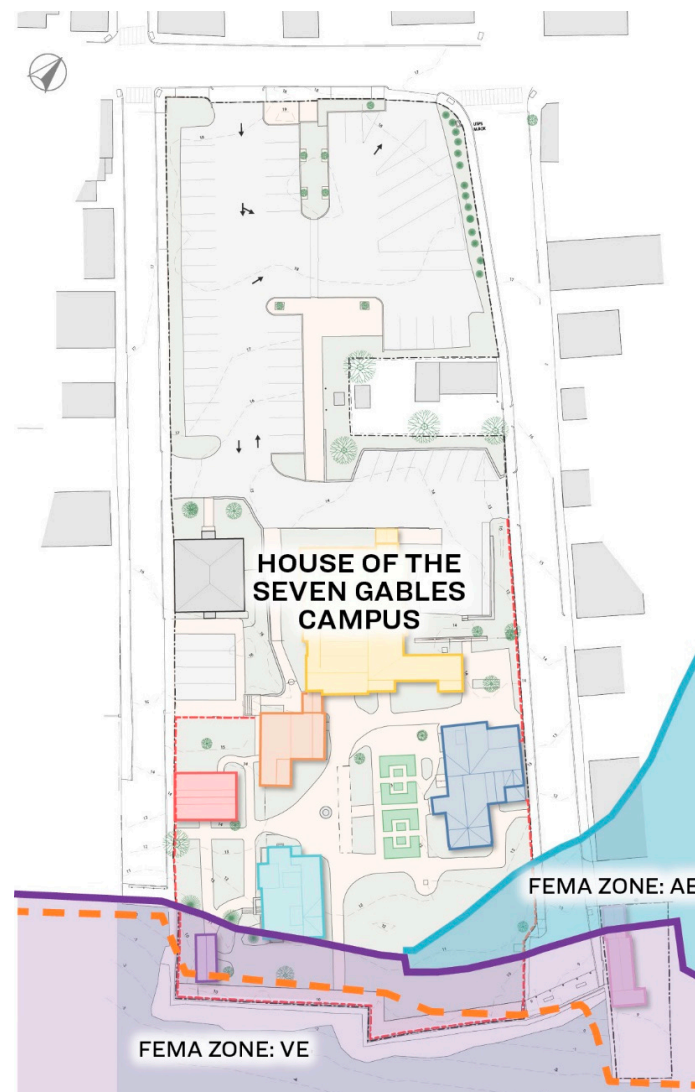 HOUSE OF THE
SEVEN GABLES
CAMPUS
FEMA ZONE: AE
FEMA ZONE: VE